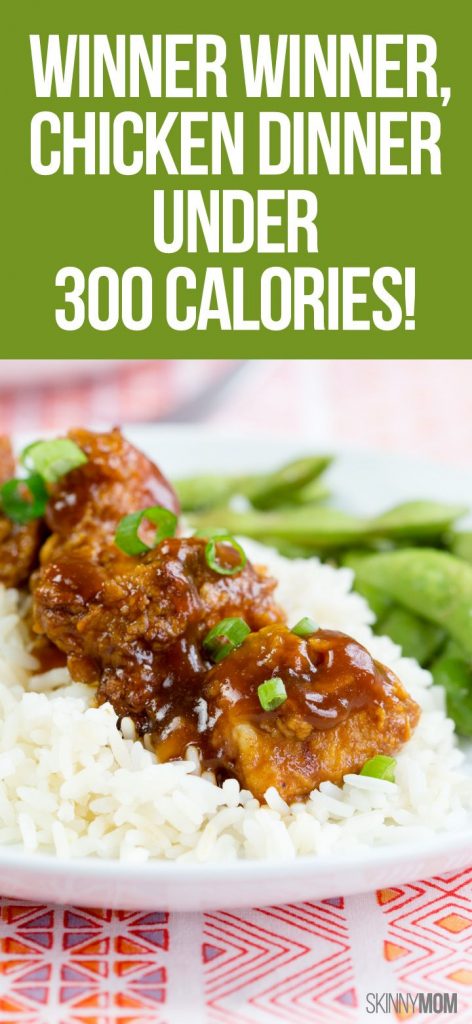 WINNER WINNER,
CHICKEN DINNER
UNDER
300 CALORIES!
SKINNYMOM